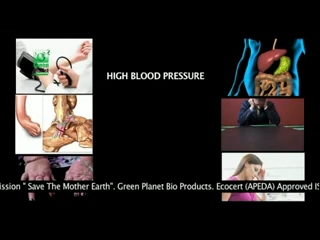 HIGH BLOOD PRESSURE
ission " Save The Mother Earth". Green Planet Bio Products. Ecocert (APEDA) Approved IS